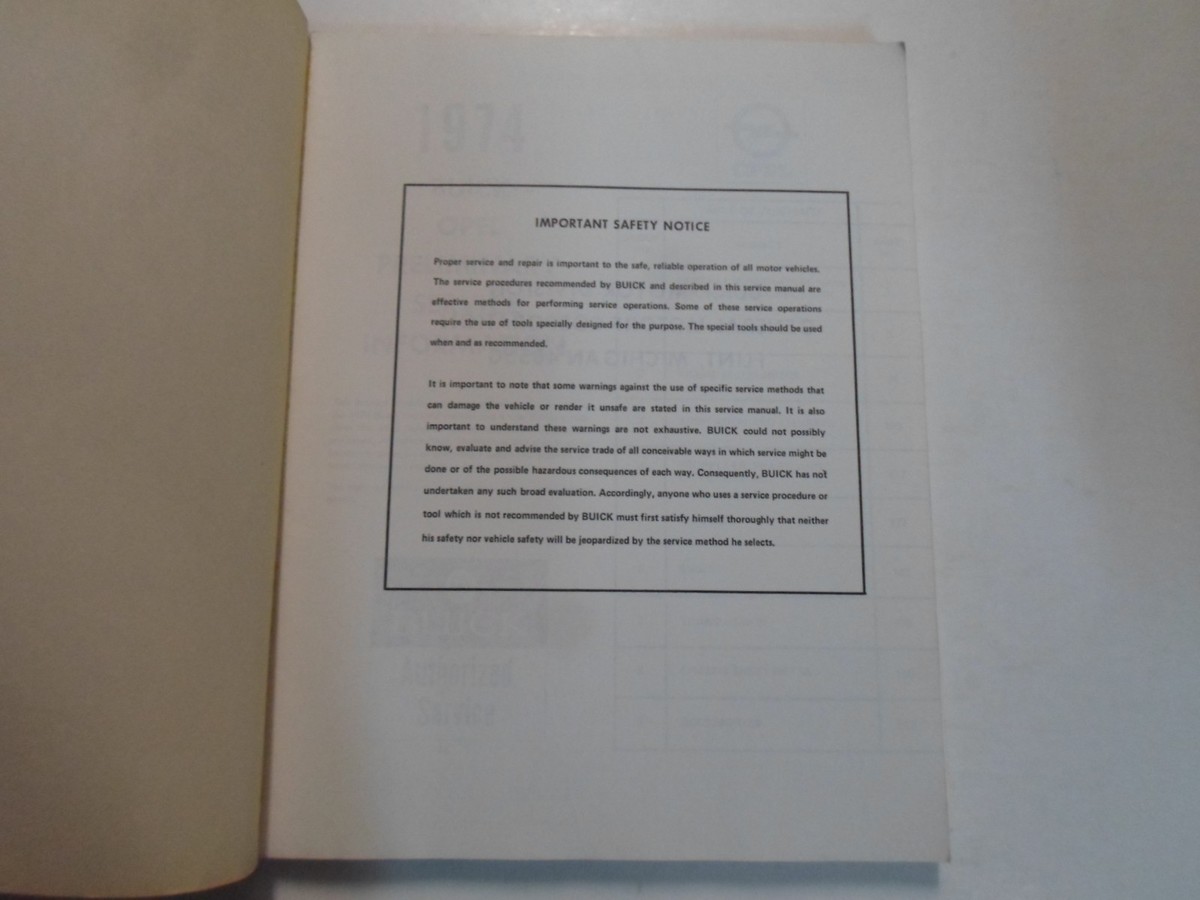 1974
OPEL
IMPORTANT SAFETY NOTICE
Proper service and repair is important to the safe, reliable operation of all motor vehicles.
The service procedures recommended by BUICK and described in this service manual are
effective methods for performing service operations. Some of these service operations
require the use of tools specially designed for the purpose. The special tools should be used
when and as recommended.
FLINT MICHIGAN
It is important to note that some warnings against the use of specific service methods that
can damage the vehicle or render it unsafe are stated in this service manual. It is also
important to understand these warnings are not exhaustive. BUICK could not possibly
know, evaluate and advise the service trade of all conceivable ways in which service might be
done or of the possible hazardous consequences of each way. Consequently, BUICK has not
undertaken any such broad evaluation. Accordingly, anyone who uses a service procedure or
tool which is not recommended by BUICK must first satisfy himself thoroughly that neither
his safety nor vehicle safety will be jeopardized by the service method he selects.
BUICK
Authorized
Service